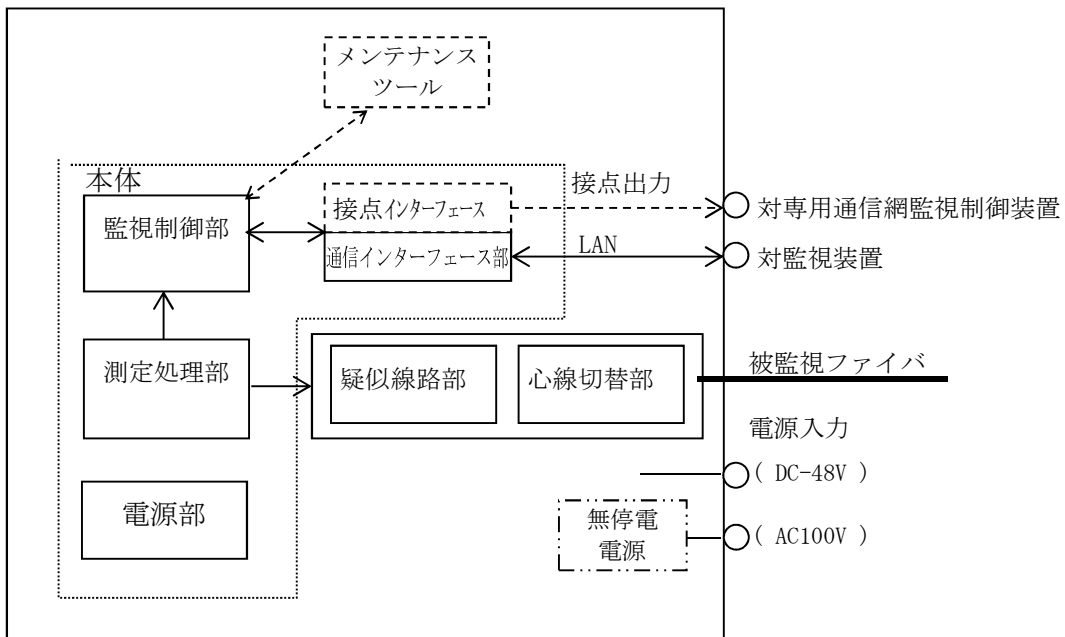 メンテナンス
ツール
本体
接点出力
監視制御部
接点インターフェース
対専用通信網監視制御装置
通信インターフェース部
LAN
対監視装置
測定処理部
疑似線路部
心線切替部
被監視ファイバ
電源入力
( DC-48V )
電源部
無停電
電源
( AC100V )